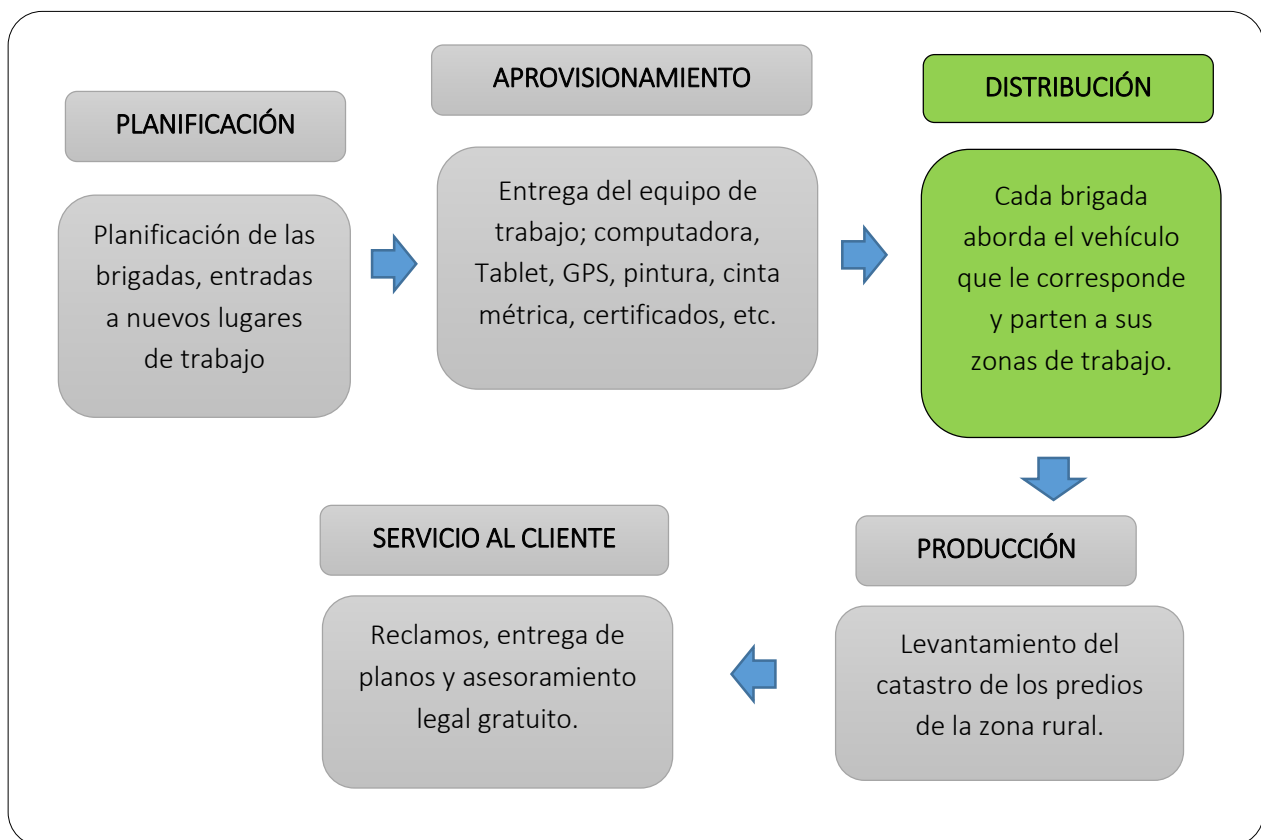 PLANIFICACIÓN
Planificación de las
brigadas, entradas
a nuevos lugares
de trabajo
APROVISIONAMIENTO
Entrega del equipo de
trabajo; computadora,
Tablet, GPS, pintura, cinta
métrica, certificados, etc.
DISTRIBUCIÓN
Cada brigada
aborda el vehículo
que le corresponde
y parten a sus
zonas de trabajo.
PRODUCCIÓN
Levantamiento del
catastro de los predios
de la zona rural.
SERVICIO AL CLIENTE
Reclamos, entrega de
planos y asesoramiento
legal gratuito.